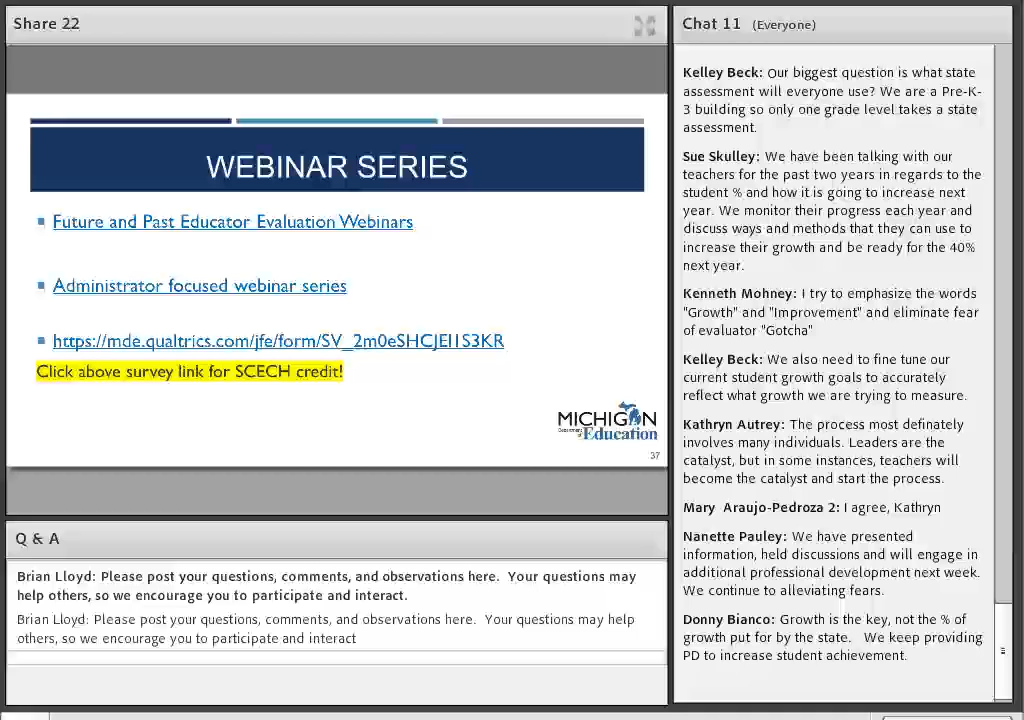 Share 22
WEBINAR SERIES
Future and Past Educator Evaluation Webinars
Administrator focused webinar series
https://mde.qualtrics.com/jfe/form/SV_2m0eSHCJEI1S3KR
Click above survey link for SCECH credit!
MICHIGAN
Department of Education
37
Q & A
Brian Lloyd: Please post your questions, comments, and observations here. Your questions may
help others, so we encourage you to participate and interact.
Brian Lloyd: Please post your questions, comments, and observations here. Your questions may help
others, so we encourage you to participate and interact
Chat 11 (Everyone)
Kelley Beck: Our biggest question is what state
assessment will everyone use? We are a Pre-K-
3 building so only one grade level takes a state
assessment.
Sue Skulley: We have been talking with our
teachers for the past two years in regards to the
student % and how it is going to increase next
year. We monitor their progress each year and
discuss ways and methods that they can use to
increase their growth and be ready for the 40%
next year.
Kenneth Mohney: I try to emphasize the words
"Growth" and "Improvement" and eliminate fear
of evaluator "Gotcha"
Kelley Beck: We also need to fine tune our
current student growth goals to accurately
reflect what growth we are trying to measure.
Kathryn Autrey: The process most definately
involves many individuals. Leaders are the
catalyst, but in some instances, teachers will
become the catalyst and start the process.
Mary Araujo-Pedroza 2: I agree, Kathryn
Nanette Pauley: We have presented
information, held discussions and will engage in
additional professional development next week.
We continue to alleviating fears.
Donny Bianco: Growth is the key, not the % of
growth put for by the state. We keep providing
PD to increase student achievement.